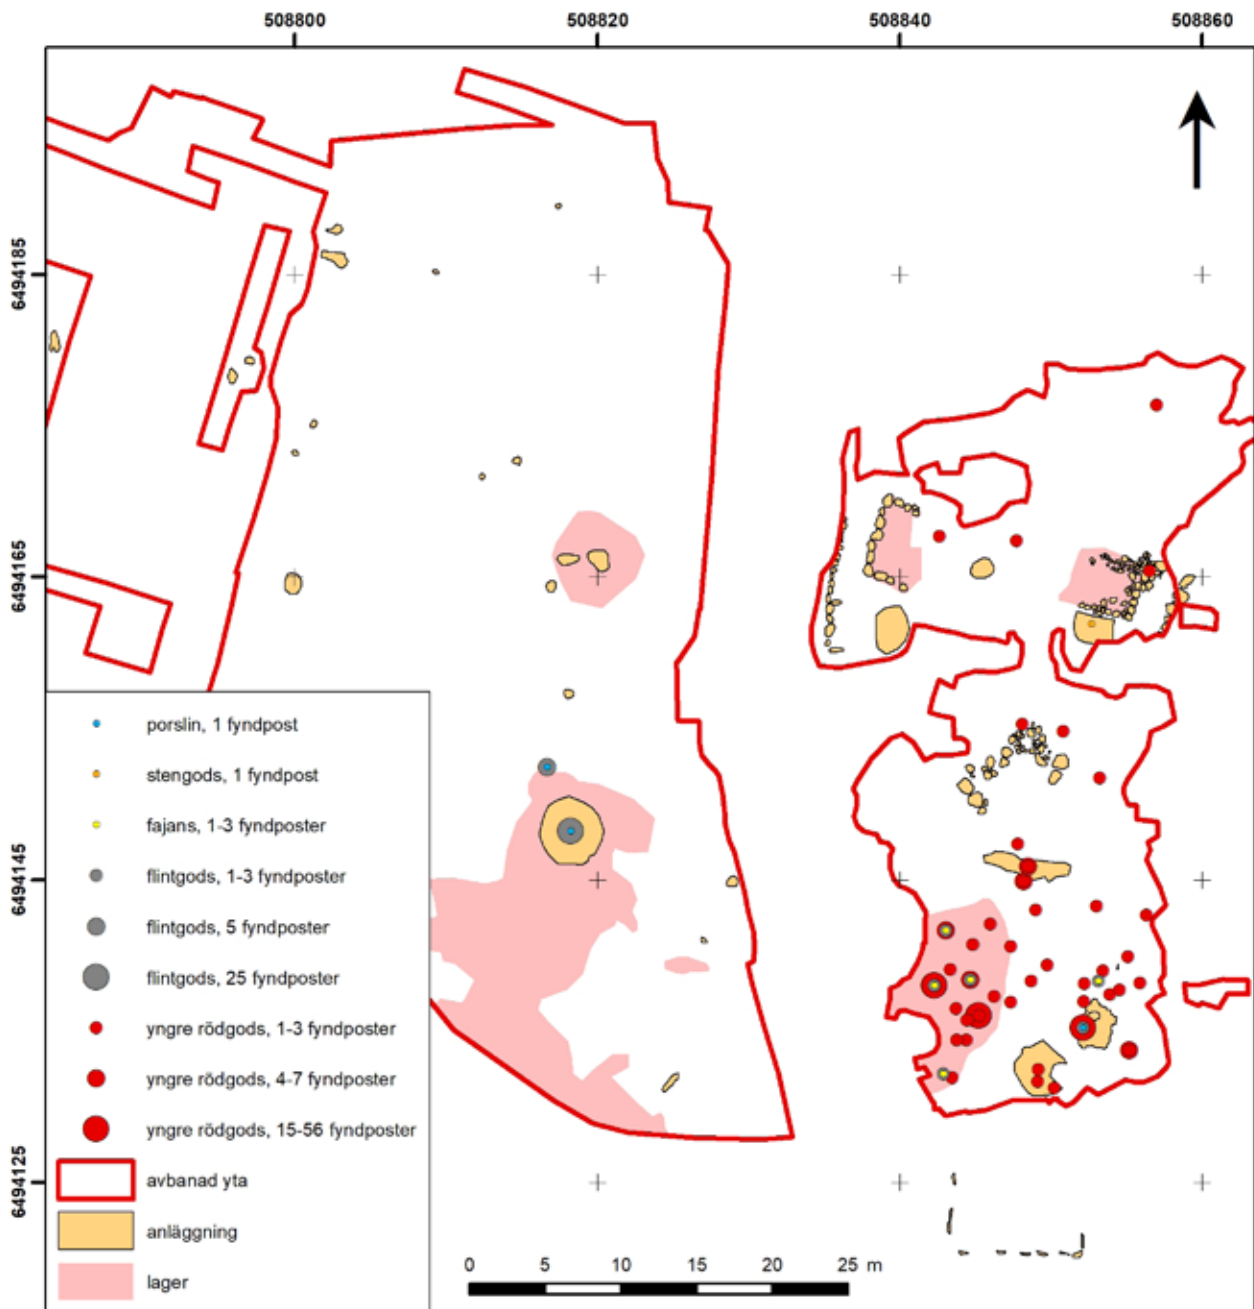 508800 508820 508840 508860
6494185
6494165
6494145
6494125
porslin, 1 fyndpost
stengods, 1 fyndpost
fajans, 1-3 fyndposter
flintgods, 1-3 fyndposter
flintgods, 5 fyndposter
flintgods, 25 fyndposter
yngre rödgods, 1-3 fyndposter
yngre rödgods, 4-7 fyndposter
yngre rödgods, 15-56 fyndposter
avbanad yta
anläggning
lager
0 5 10 15 20 25 m